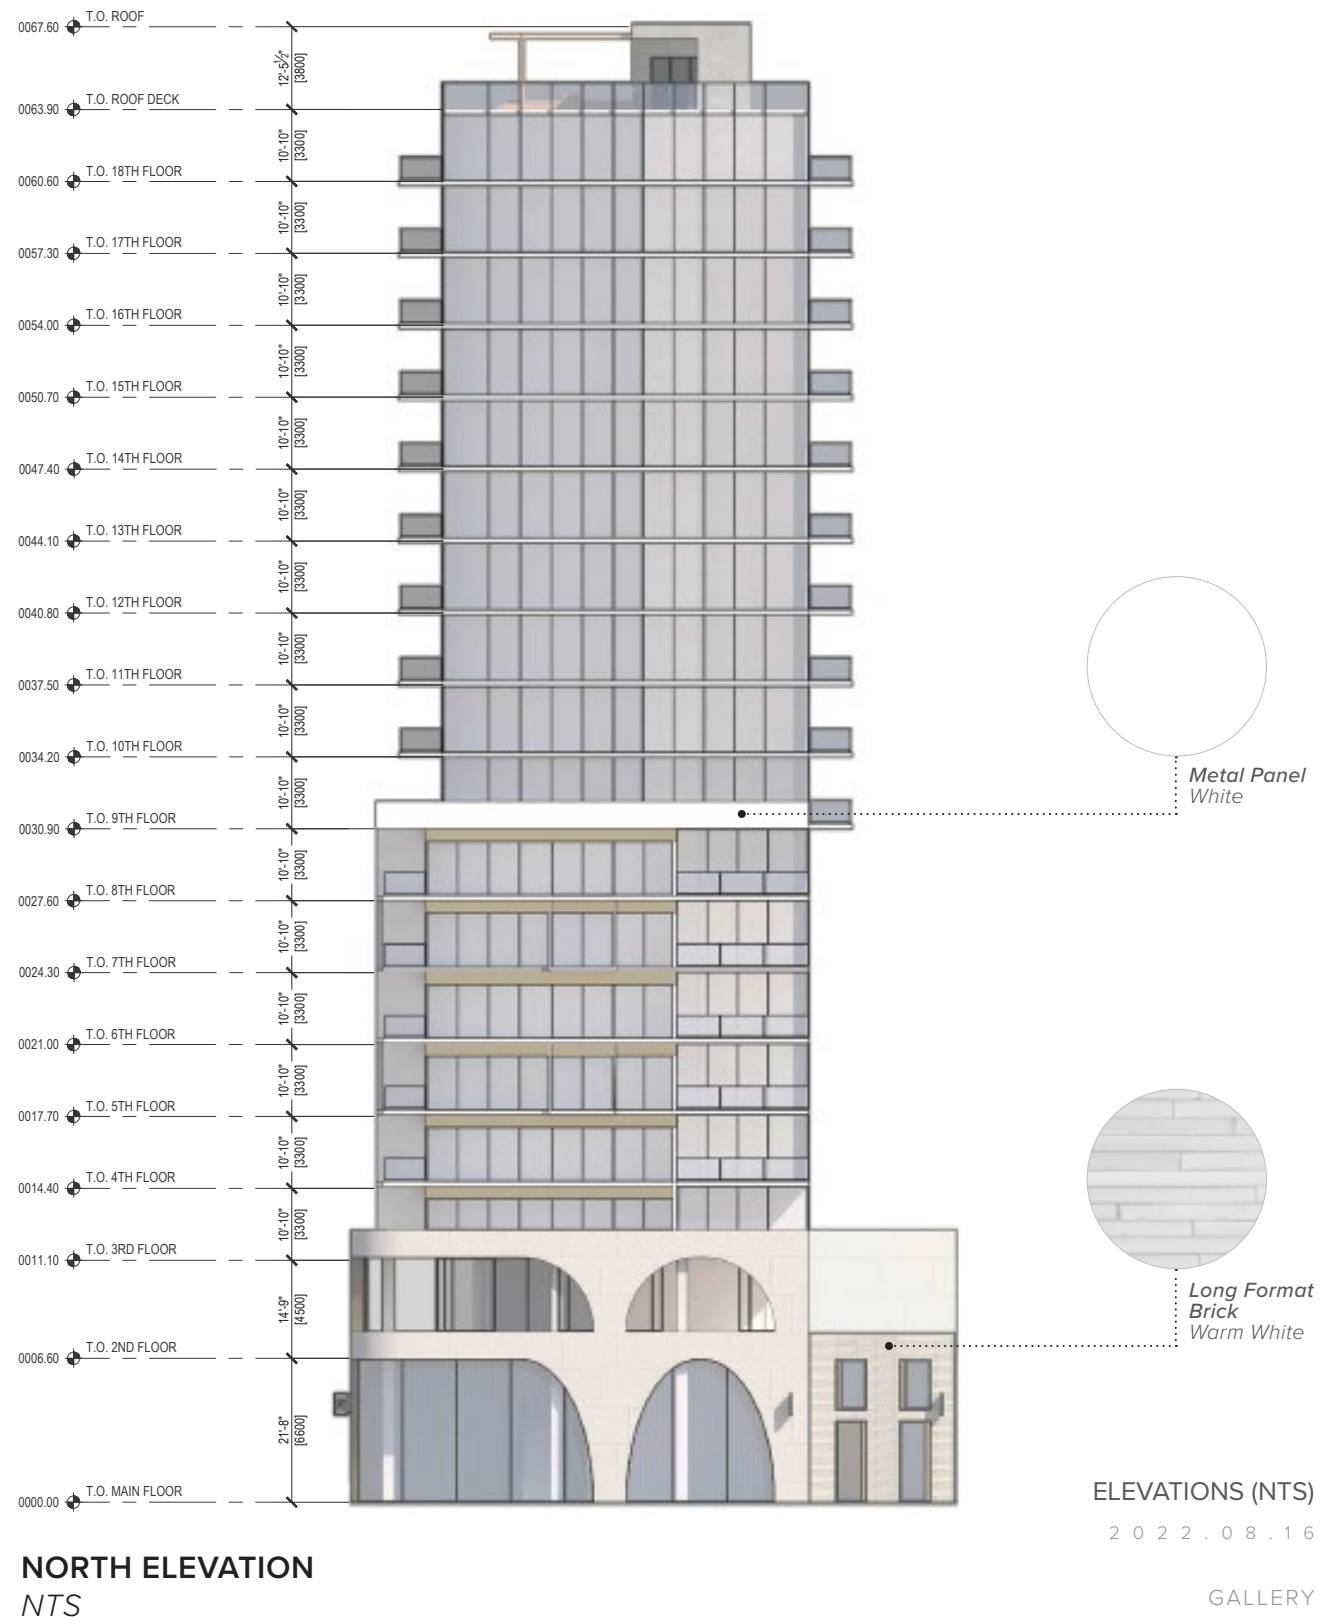 0067.60 T.O. ROOF
12'-5½"
[3800]
0063.90 T.O. ROOF DECK
10'-10"
[3300]
0060.60 T.O. 18TH FLOOR
10'-10"
[3300]
0057.30 T.O. 17TH FLOOR
10'-10"
[3300]
0054.00 T.O. 16TH FLOOR
10'-10"
[3300]
0050.70 T.O. 15TH FLOOR
10'-10"
[3300]
0047.40 T.O. 14TH FLOOR
10'-10"
[3300]
0044.10 T.O. 13TH FLOOR
10'-10"
[3300]
0040.80 T.O. 12TH FLOOR
10'-10"
[3300]
0037.50 T.O. 11TH FLOOR
10'-10"
[3300]
0034.20 T.O. 10TH FLOOR
10'-10"
[3300]
0030.90 T.O. 9TH FLOOR
10'-10"
[3300]
0027.60 T.O. 8TH FLOOR
10'-10"
[3300]
0024.30 T.O. 7TH FLOOR
10'-10"
[3300]
0021.00 T.O. 6TH FLOOR
10'-10"
[3300]
0017.70 T.O. 5TH FLOOR
10'-10"
[3300]
0014.40 T.O. 4TH FLOOR
10'-10"
[3300]
0011.10 T.O. 3RD FLOOR
14'-9"
[4500]
0006.60 T.O. 2ND FLOOR
21'-8"
[6600]
0000.00 T.O. MAIN FLOOR
Metal Panel
White
Long Format
Brick
Warm White
ELEVATIONS (NTS)
2022.08.16
GALLERY
NORTH ELEVATION
NTS